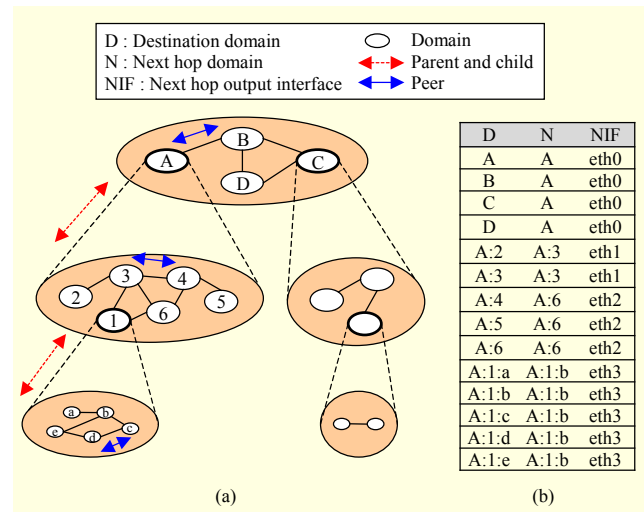 D : Destination domain
N : Next hop domain
NIF : Next hop output interface
Domain
Parent and child
Peer
B
A
C
D
3
4
2
5
6
1
a
b
c
e
d
(a)
D N NIF
A A eth0
B A eth0
C A eth0
D A eth0
A:2 A:3 eth1
A:3 A:3 eth1
A:4 A:6 eth2
A:5 A:6 eth2
A:6 A:6 eth2
A:1:a A:1:b eth3
A:1:b A:1:b eth3
A:1:c A:1:b eth3
A:1:d A:1:b eth3
A:1:e A:1:b eth3
(b)